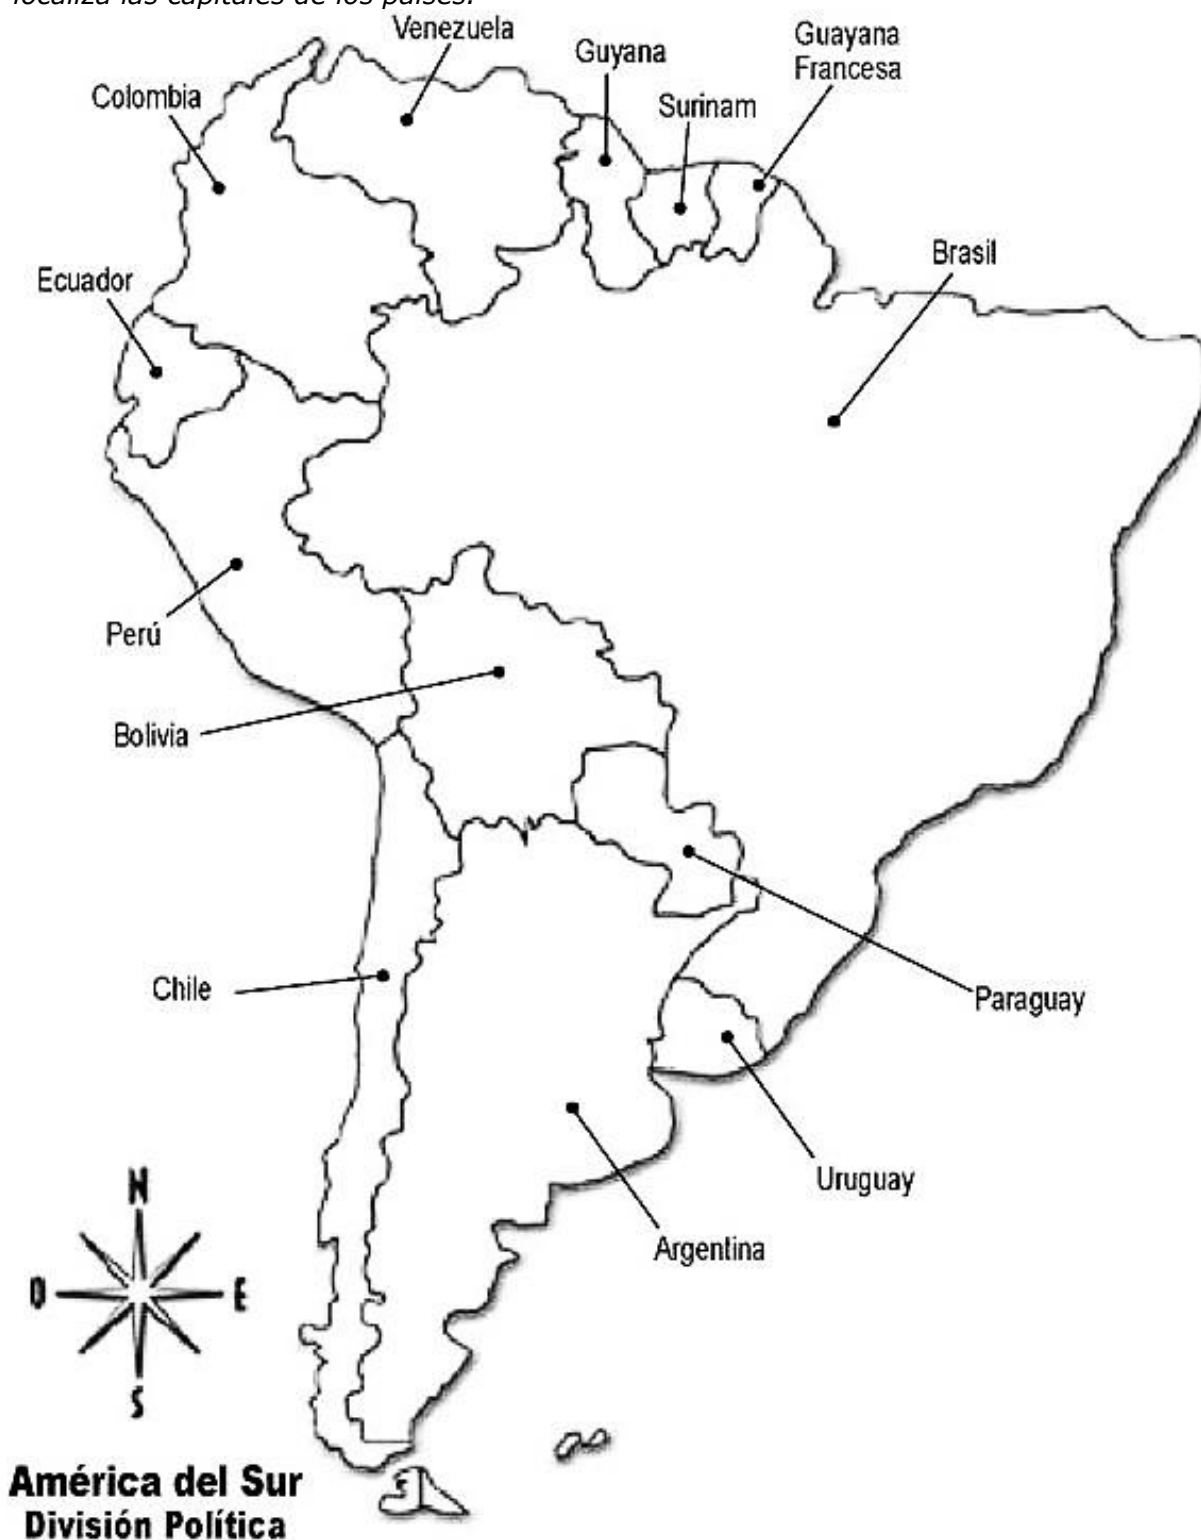 localiza las capitales de los países.
Venezuela
Guyana
Guayana
Francesa
Colombia
Surinam
Ecuador
Brasil
Perú
Bolivia
Chile
Paraguay
Uruguay
Argentina
N
O
E
S
América del Sur
División Política